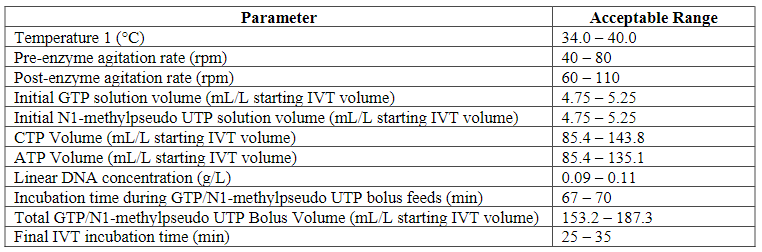 Parameter Acceptable Range
Temperature 1 (°C) 34.0 – 40.0
Pre-enzyme agitation rate (rpm) 40 – 80
Post-enzyme agitation rate (rpm) 60 – 110
Initial GTP solution volume (mL/L starting IVT volume) 4.75 – 5.25
Initial N1-methylpseudo UTP solution volume (mL/L starting IVT volume) 4.75 – 5.25
CTP Volume (mL/L starting IVT volume) 85.4 – 143.8
ATP Volume (mL/L starting IVT volume) 85.4 – 135.1
Linear DNA concentration (g/L) 0.09 – 0.11
Incubation time during GTP/N1-methylpseudo UTP bolus feeds (min) 67 – 70
Total GTP/N1-methylpseudo UTP Bolus Volume (mL/L starting IVT volume) 153.2 – 187.3
Final IVT incubation time (min) 25 – 35